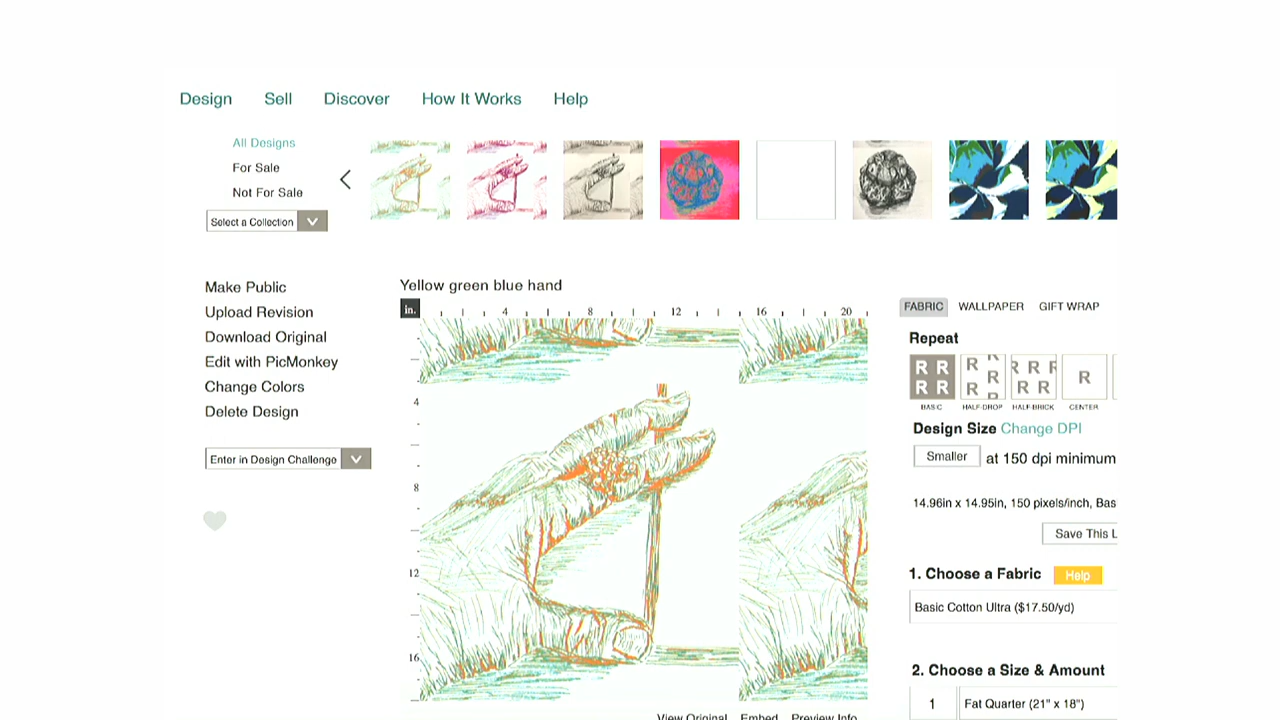 Design Sell Discover How It Works Help
All Designs
For Sale
Not For Sale
Select a Collection
Make Public
Upload Revision
Download Original
Edit with PicMonkey
Change Colors
Delete Design
Enter in Design Challenge
Yellow green blue hand
in. 4 8 12 16 20
4
8
12
16
View Original Embed Preview Info
FABRIC WALLPAPER GIFT WRAP
Repeat
R R R R R R R
R R R R R R
BASIC HALF-DROP HALF-BRICK CENTER
Design Size Change DPI
Smaller at 150 dpi minimum
14.96in x 14.95in, 150 pixels/inch, Bas
Save This L
1. Choose a Fabric Help
Basic Cotton Ultra ($17.50/yd)
2. Choose a Size & Amount
1 Fat Quarter (21" x 18")